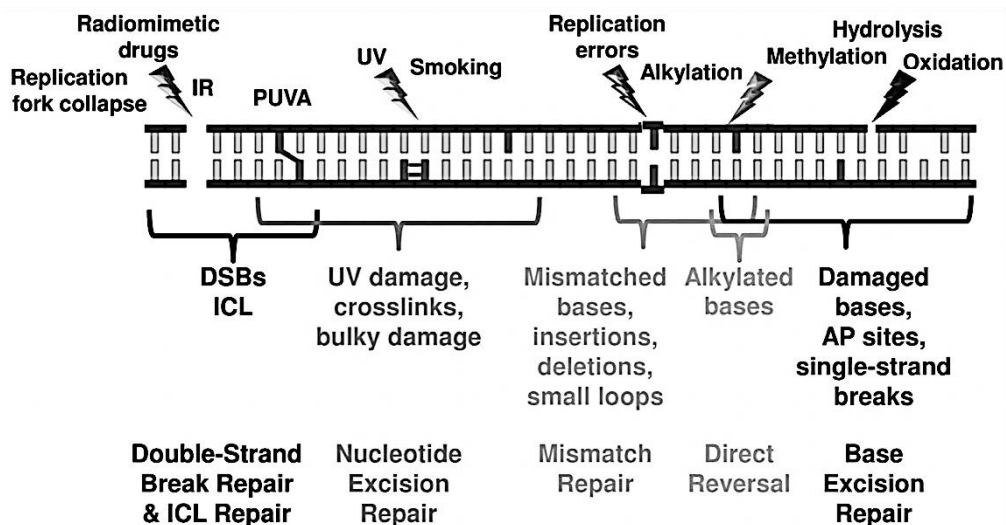 Radiomimetic
drugs
Replication
fork collapse
IR
PUVA
UV
Smoking
Replication
errors
Alkylation
Hydrolysis
Methylation
Oxidation
DSBs
ICL
UV damage,
crosslinks,
bulky damage
Mismatched
bases,
insertions,
deletions,
small loops
Alkylated
bases
Damaged
bases,
AP sites,
single-strand
breaks
Double-Strand
Break Repair
& ICL Repair
Nucleotide
Excision
Repair
Mismatch
Repair
Direct
Reversal
Base
Excision
Repair